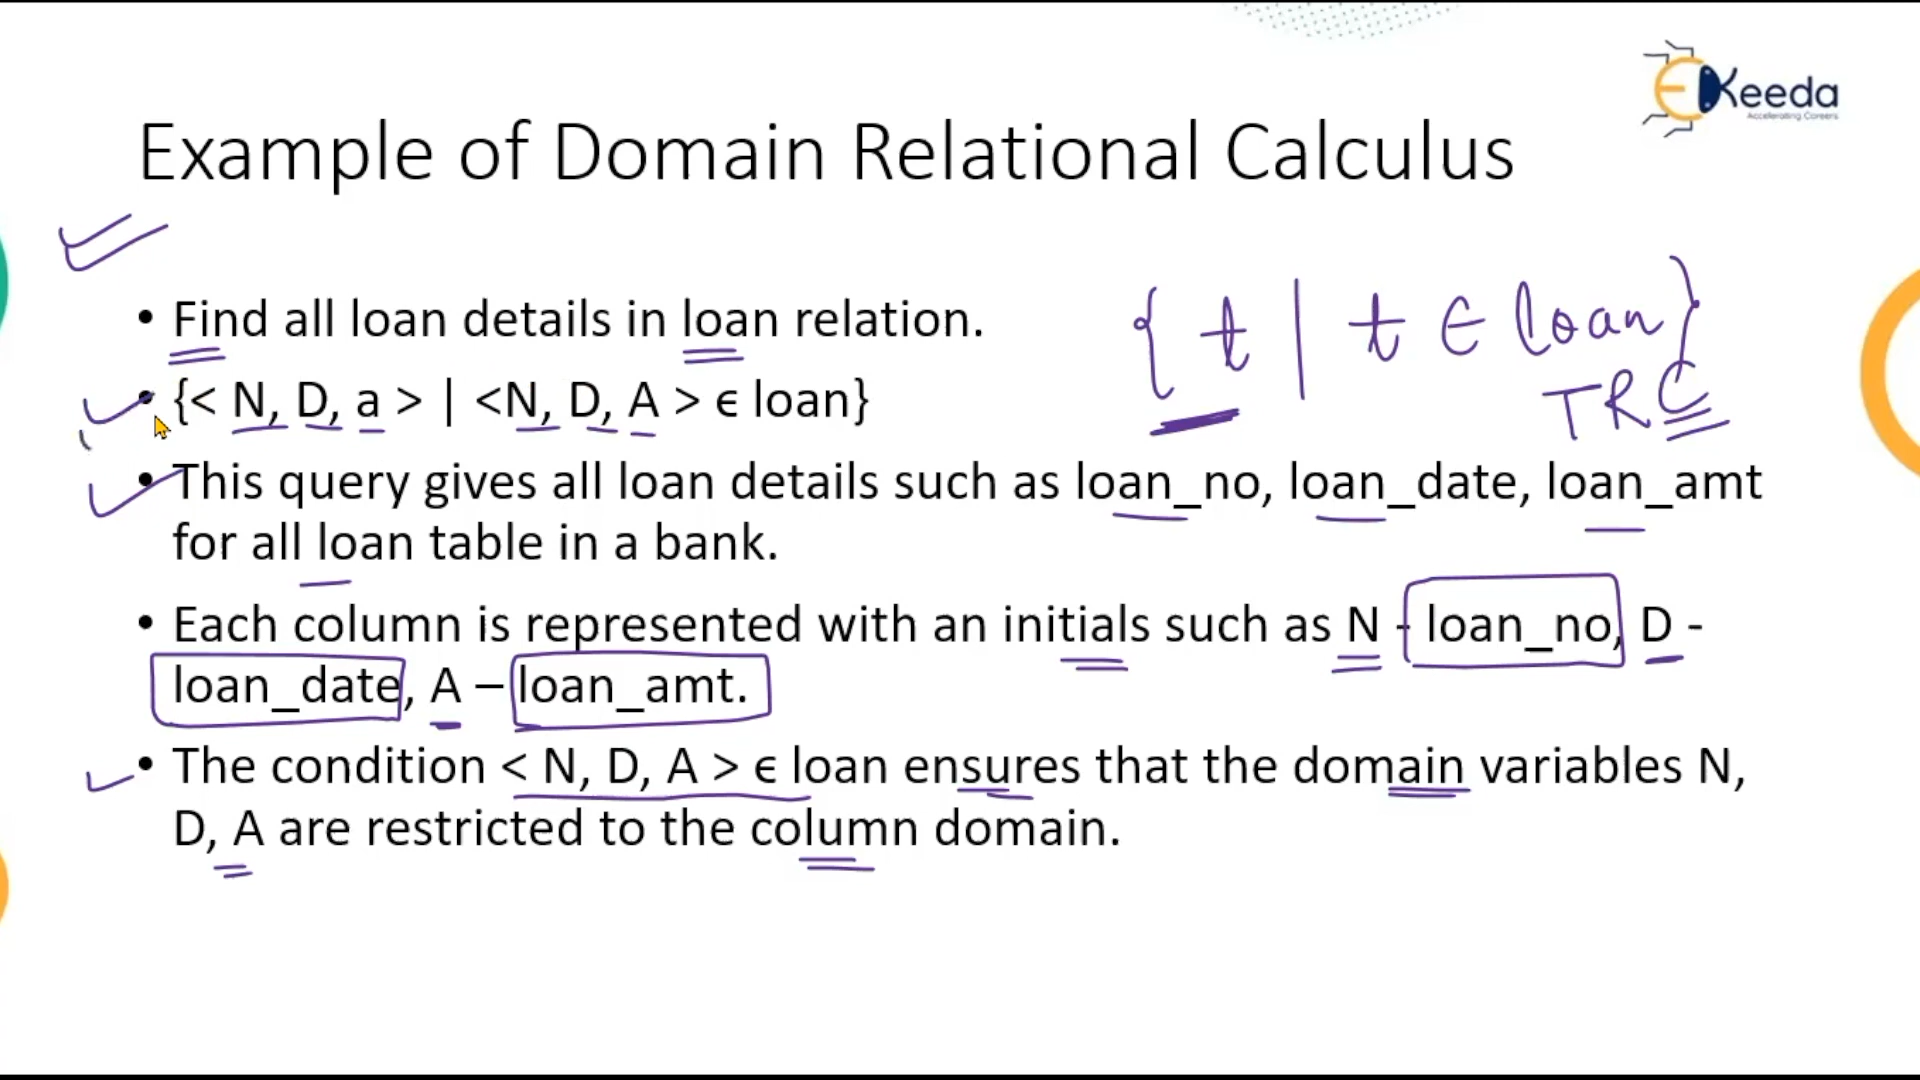 EKeeda
Accelerating Careers
Example of Domain Relational Calculus
• Find all loan details in loan relation.
{ t | t ∈ loan}
TRC
• {< N, D, a > | <N, D, A > ϵ loan}
• This query gives all loan details such as loan_no, loan_date, loan_amt
for all loan table in a bank.
• Each column is represented with an initials such as N - loan_no, D -
loan_date, A – loan_amt.
• The condition < N, D, A > ϵ loan ensures that the domain variables N,
D, A are restricted to the column domain.